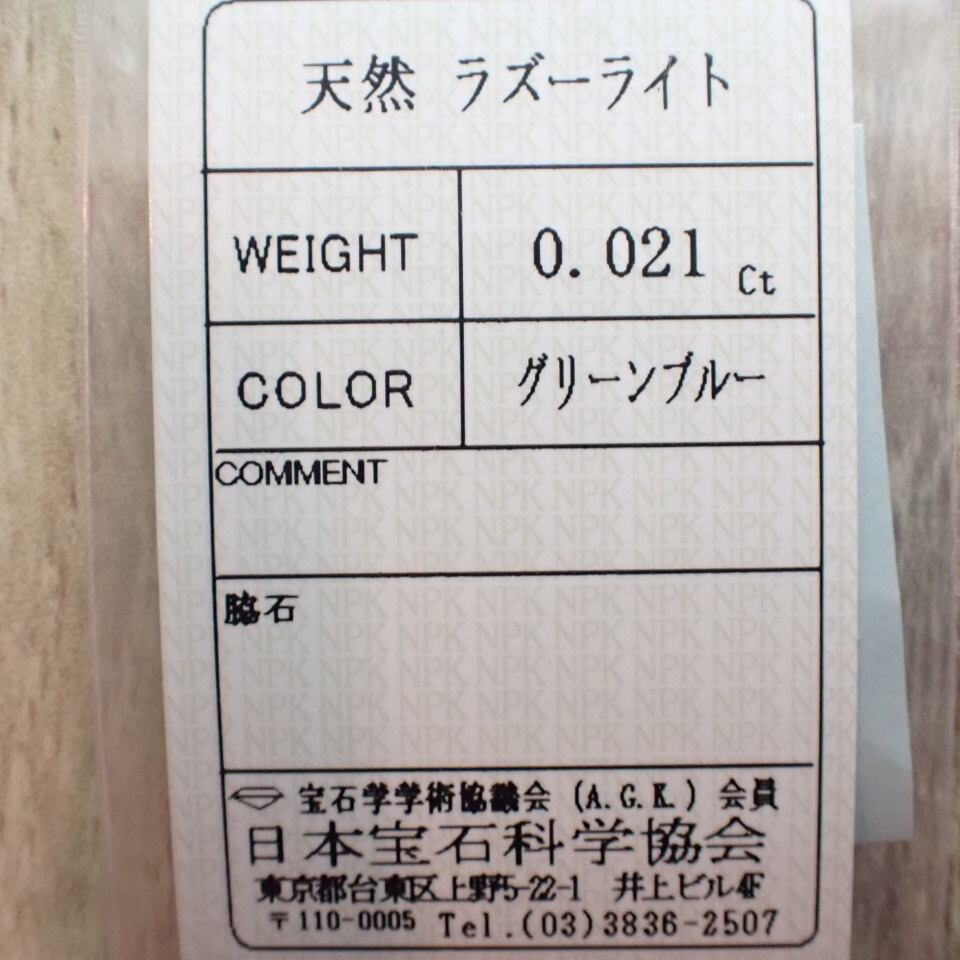 天然 ラズーライト
WEIGHT 0.021 Ct
COLOR グリーンブルー
COMMENT
脇石
宝石学学術協議会 (A.G.K.) 会員
日本宝石科学協会
東京都台東区上野5-22-1 井上ビル4F
〒110-0005 Tel.(03)3836-2507